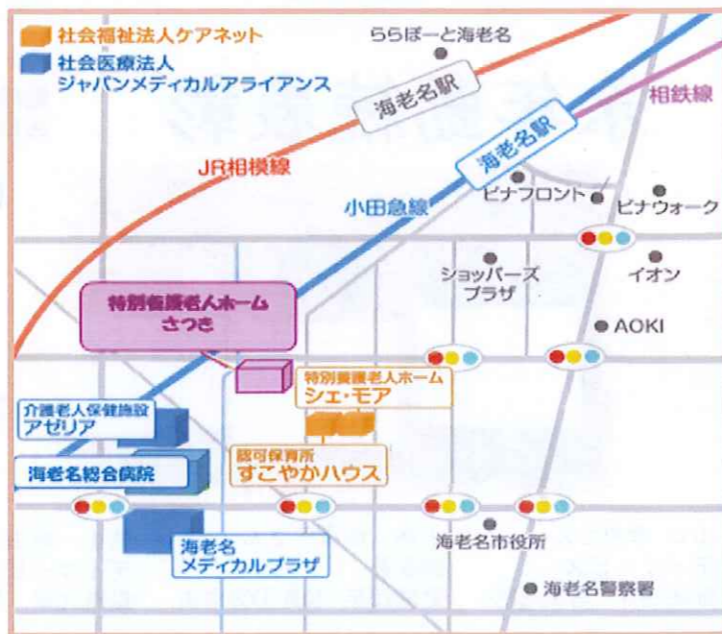 社会福祉法人ケアネット
社会医療法人
ジャパンメディカルアライアンス
ららぽーと海老名
海老名駅
海老名駅
相鉄線
JR相模線
小田急線
ビナフロント
ビナウォーク
ショッパーズ
プラザ
イオン
特別養護老人ホーム
さつき
AOKI
特別養護老人ホーム
シェ・モア
介護老人保健施設
アゼリア
認可保育所
すこやかハウス
海老名総合病院
海老名
メディカルプラザ
海老名市役所
海老名警察署